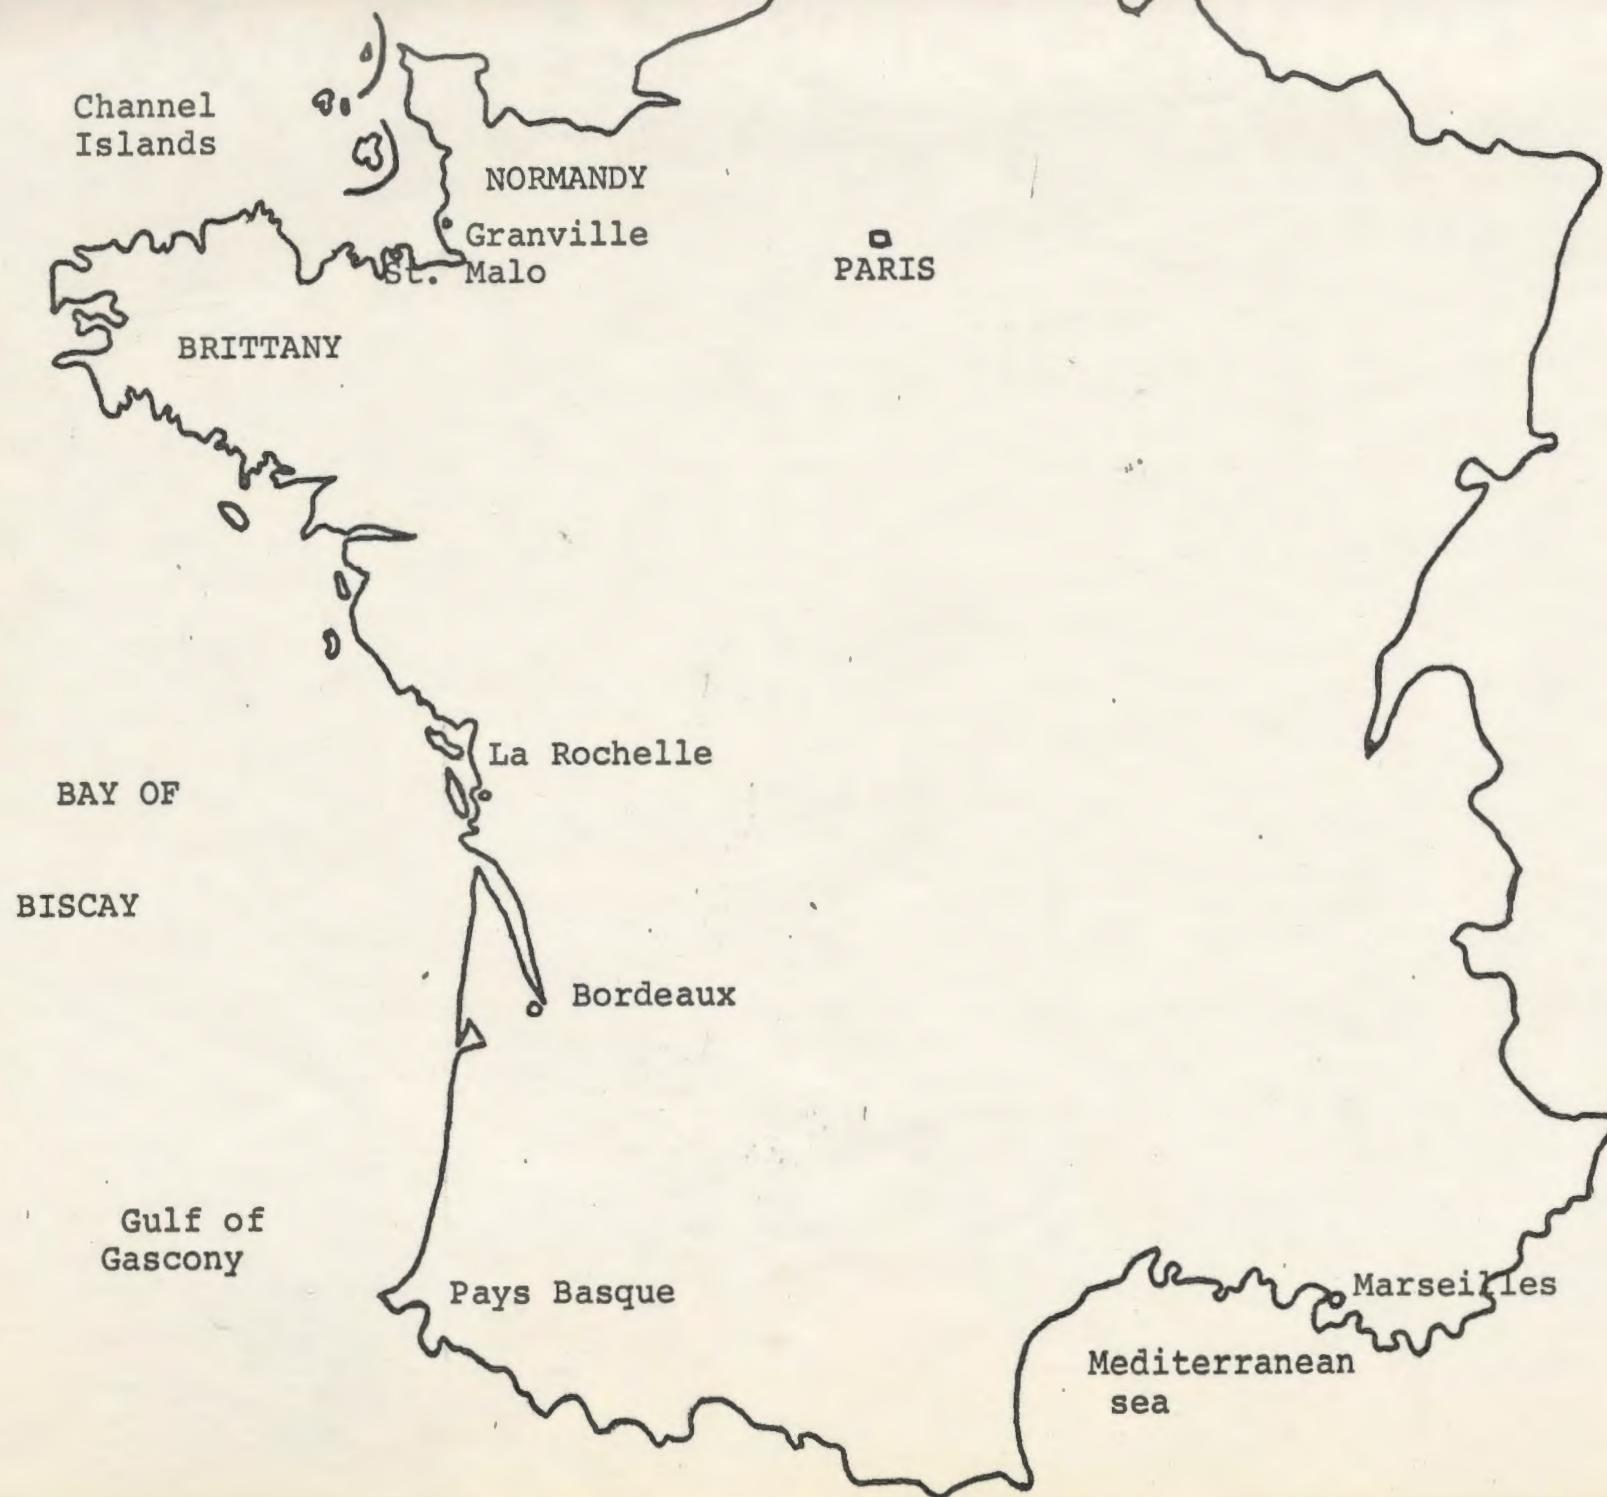 Channel
Islands
NORMANDY
Granville
St. Malo
PARIS
BRITTANY
La Rochelle
BAY OF
BISCAY
Bordeaux
Gulf of
Gascony
Pays Basque
Marseilles
Mediterranean
sea